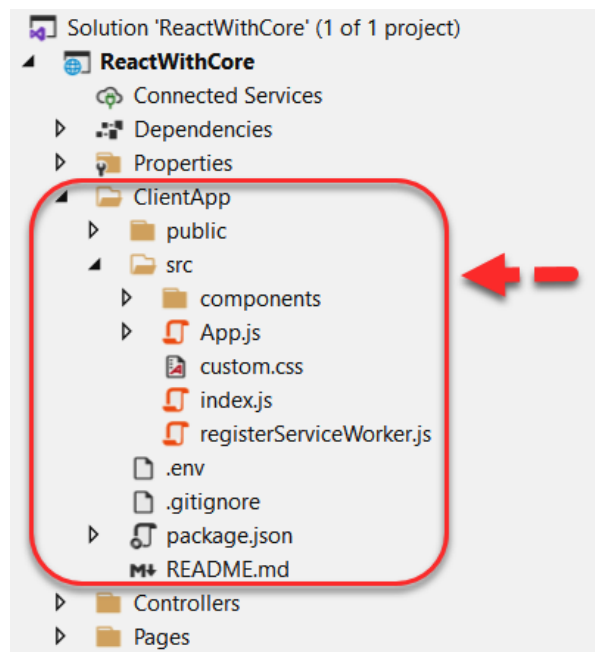 Solution 'ReactWithCore' (1 of 1 project)
ReactWithCore
Connected Services
Dependencies
Properties
ClientApp
public
src
components
App.js
custom.css
index.js
registerServiceWorker.js
.env
.gitignore
package.json
M+ README.md
Controllers
Pages